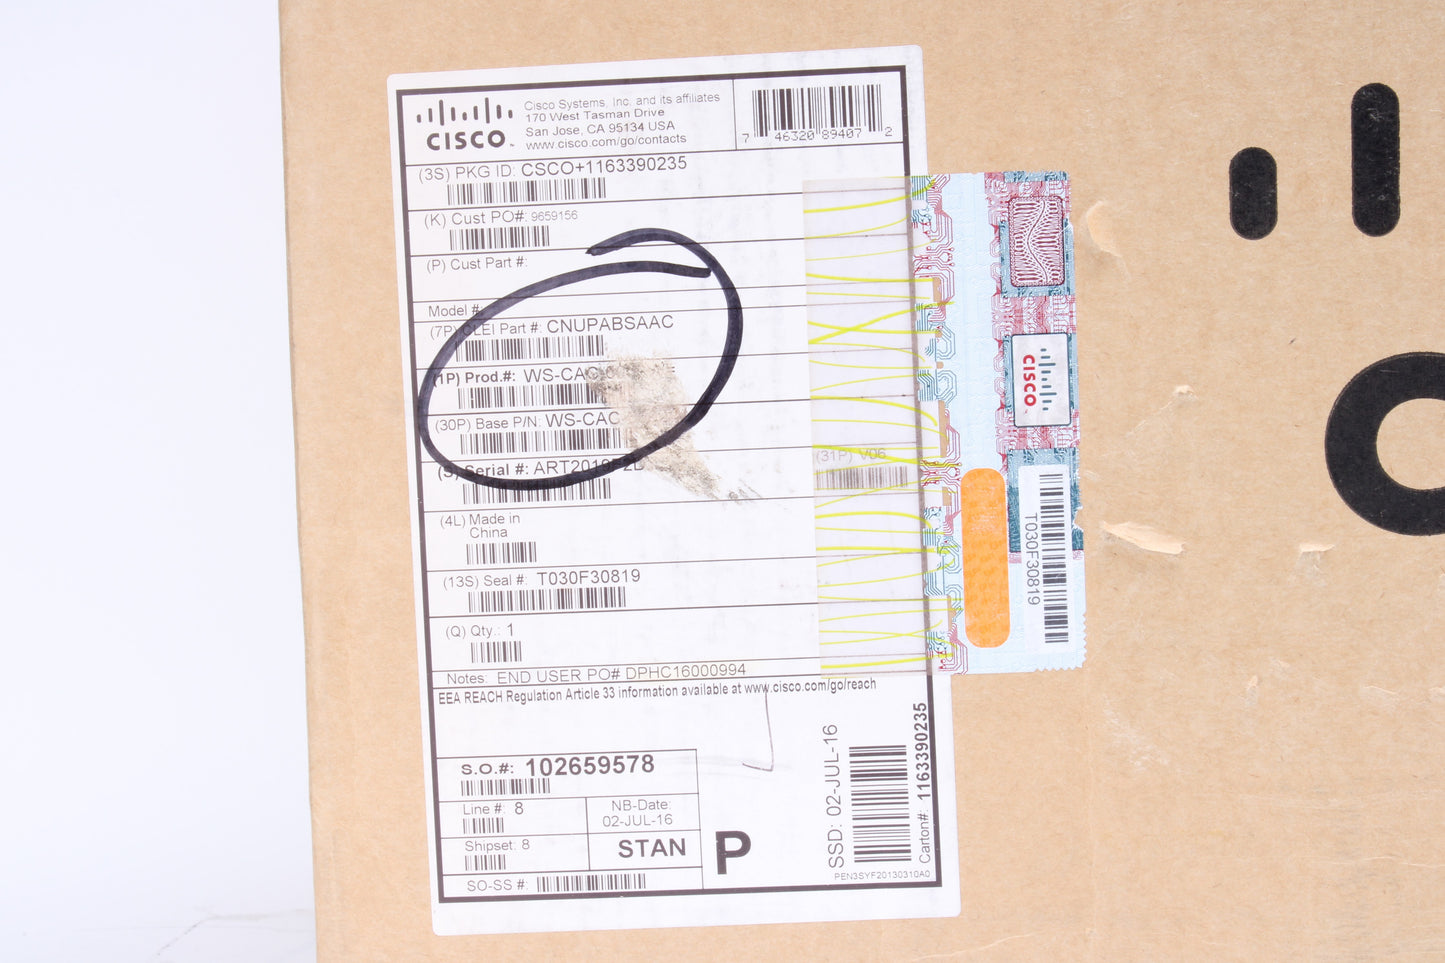 CISCO
Cisco Systems, Inc. and its affiliates
170 West Tasman Drive
San Jose, CA 95134 USA
www.cisco.com/go/contacts
7 46320 89407 2
(3S) PKG ID: CSCO+1163390235
(K) Cust PO#: 9659156
(P) Cust Part #:
Model #:
(7P) CLEI Part #: CNUPABSAAC
(1P) Prod.#: WS-CAC-
(30P) Base P/N: WS-CAC
(31P) V06
(S) Serial #:
(4L) Made in
China
(13S) Seal #: T030F30819
(Q) Qty.: 1
Notes: END USER PO# DPHC16000994
EEA REACH Regulation Article 33 information available at www.cisco.com/go/reach
S.O.#: 102659578
Line #: 8
NB-Date:
02-JUL-16
Shipset: 8
STAN
SO-SS #:
P
SSD: 02-JUL-16
Carton#: 1163390235
PEN3SYF20130310A0
CISCO
T030F30819